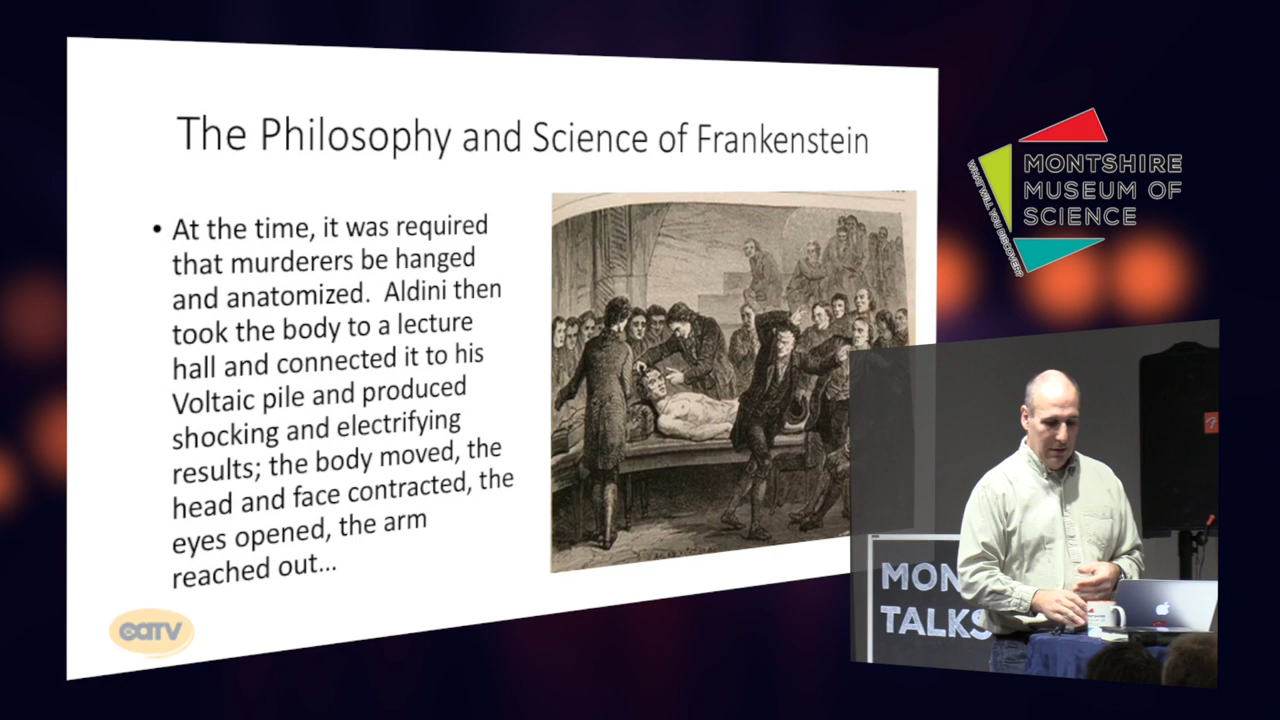 The Philosophy and Science of Frankenstein
• At the time, it was required
that murderers be hanged
and anatomized. Aldini then
took the body to a lecture
hall and connected it to his
Voltaic pile and produced
shocking and electrifying
results; the body moved, the
head and face contracted, the
eyes opened, the arm
reached out...
CATV
WHAT WILL YOU DISCOVER?
MONTSHIRE
MUSEUM OF
SCIENCE
MON
TALKS